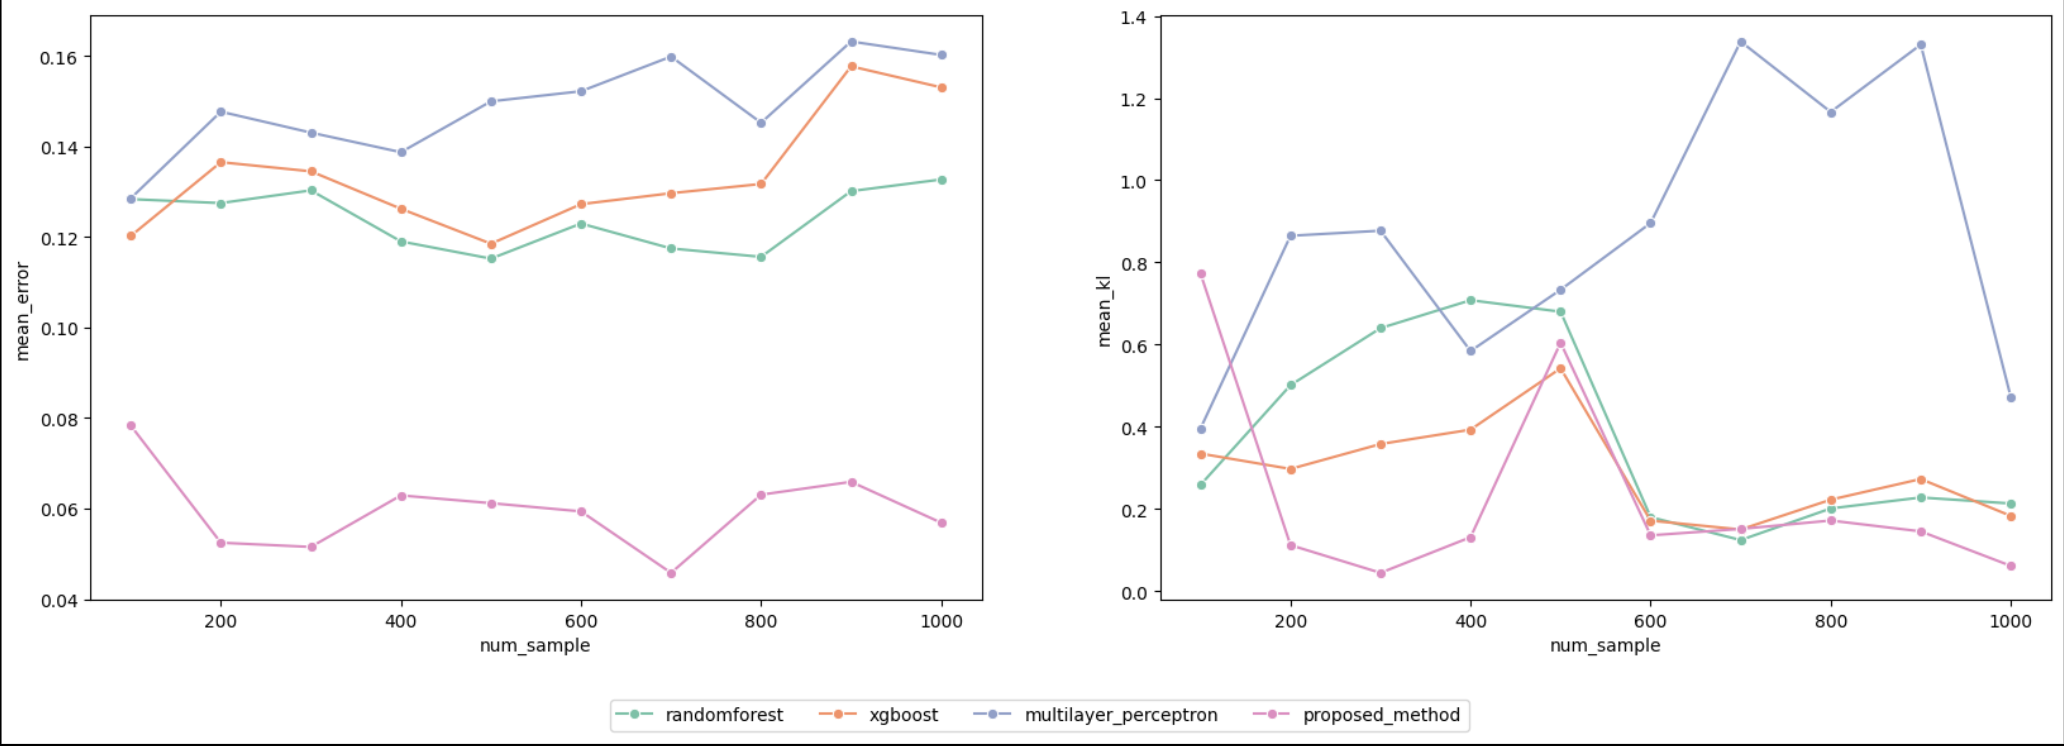 mean_error
0.16
0.14
0.12
0.10
0.08
0.06
0.04
200 400 600 800 1000
num_sample
mean_kl
1.4
1.2
1.0
0.8
0.6
0.4
0.2
0.0
200 400 600 800 1000
num_sample
randomforest xgboost multilayer_perceptron proposed_method